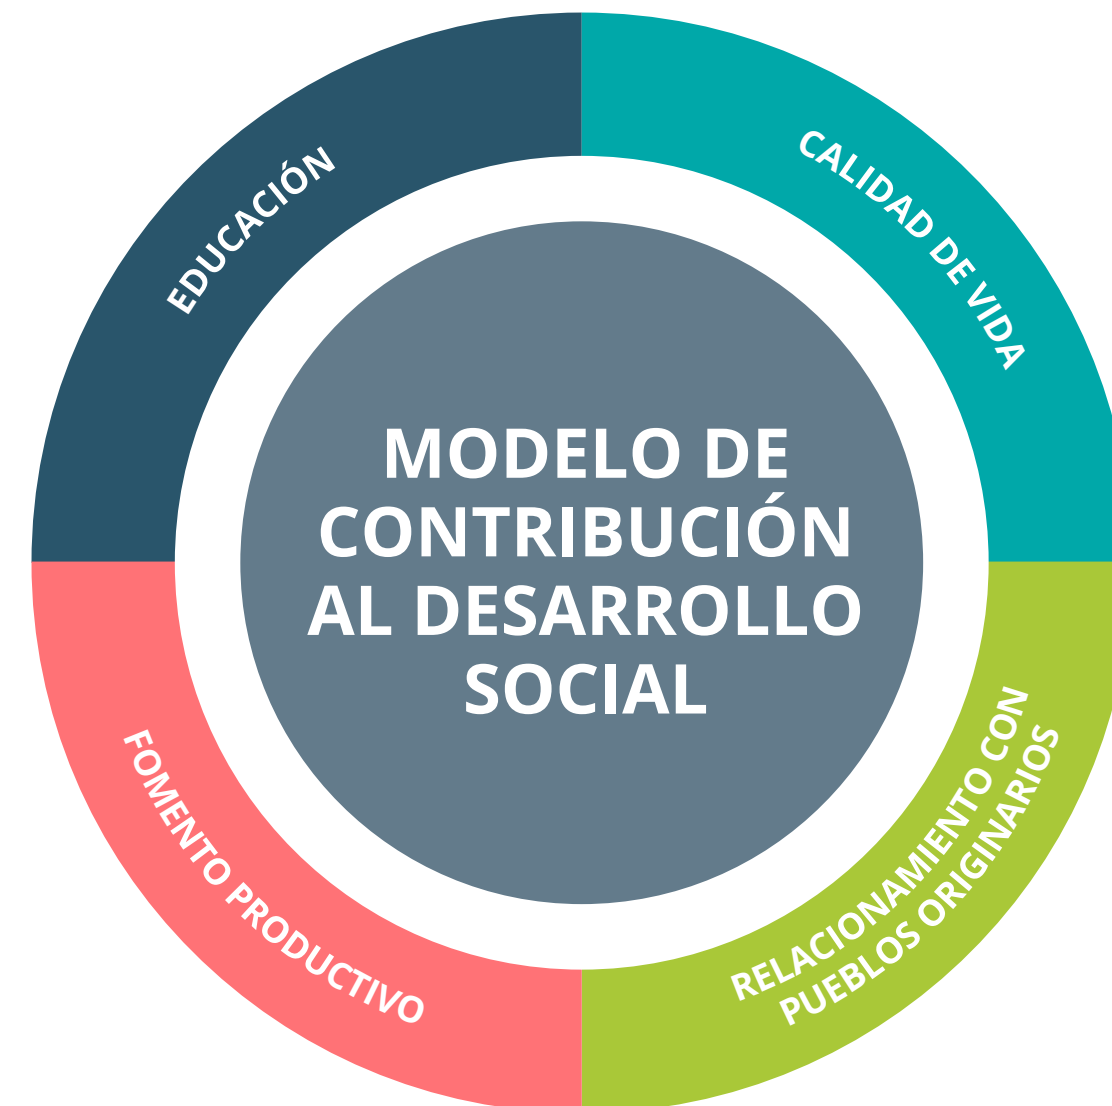 EDUCACIÓN
CALIDAD DE VIDA
MODELO DE
CONTRIBUCIÓN
AL DESARROLLO
SOCIAL
FOMENTO PRODUCTIVO
RELACIONAMIENTO CON
PUEBLOS ORIGINARIOS